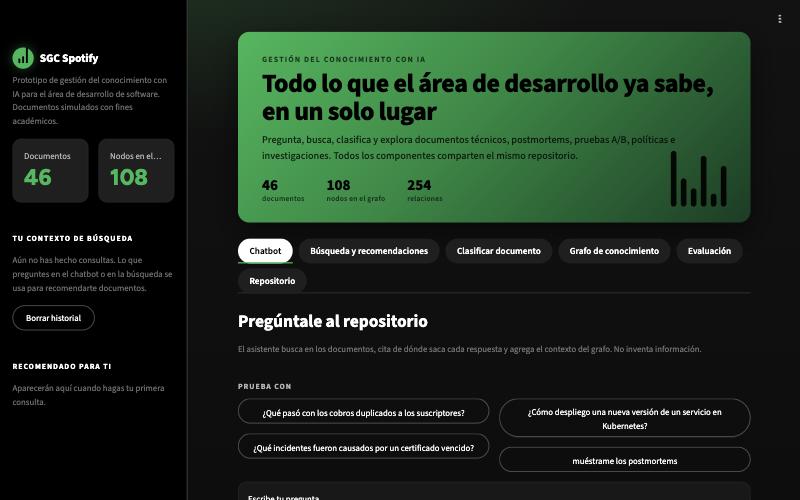 SGC Spotify
Prototipo de gestión del conocimiento con
IA para el área de desarrollo de software.
Documentos simulados con fines
académicos.
Documentos
46
Nodos en el...
108
TU CONTEXTO DE BÚSQUEDA
Aún no has hecho consultas. Lo que
preguntes en el chatbot o en la búsqueda se
usa para recomendarte documentos.
Borrar historial
RECOMENDADO PARA TI
Aparecerán aquí cuando hagas tu primera
consulta.
GESTIÓN DEL CONOCIMIENTO CON IA
Todo lo que el área de desarrollo ya sabe,
en un solo lugar
Pregunta, busca, clasifica y explora documentos técnicos, postmortems, pruebas A/B, políticas e
investigaciones. Todos los componentes comparten el mismo repositorio.
46
documentos
108
nodos en el grafo
254
relaciones
Chatbot
Búsqueda y recomendaciones
Clasificar documento
Grafo de conocimiento
Evaluación
Repositorio
Pregúntale al repositorio
El asistente busca en los documentos, cita de dónde saca cada respuesta y agrega el contexto del grafo. No inventa información.
PRUEBA CON
¿Qué pasó con los cobros duplicados a los suscriptores?
¿Cómo despliego una nueva versión de un servicio en
Kubernetes?
¿Qué incidentes fueron causados por un certificado vencido?
muéstrame los postmortems
Escribe tu pregunta